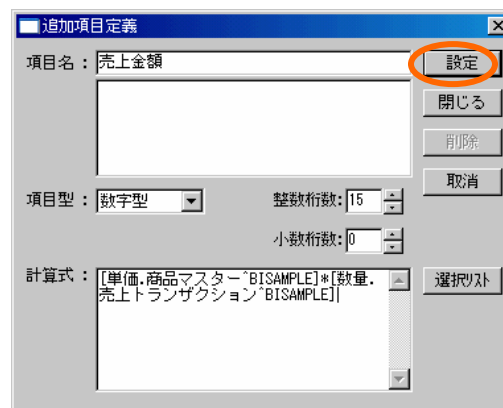 追加項目定義
項目名： 売上金額 設定
閉じる
削除
取消
項目型： 数字型 整数桁数: 15
小数桁数: 0
計算式： [単価.商品マスター^BISAMPLE]*[数量. 選択リスト
売上トランザクション^BISAMPLE]